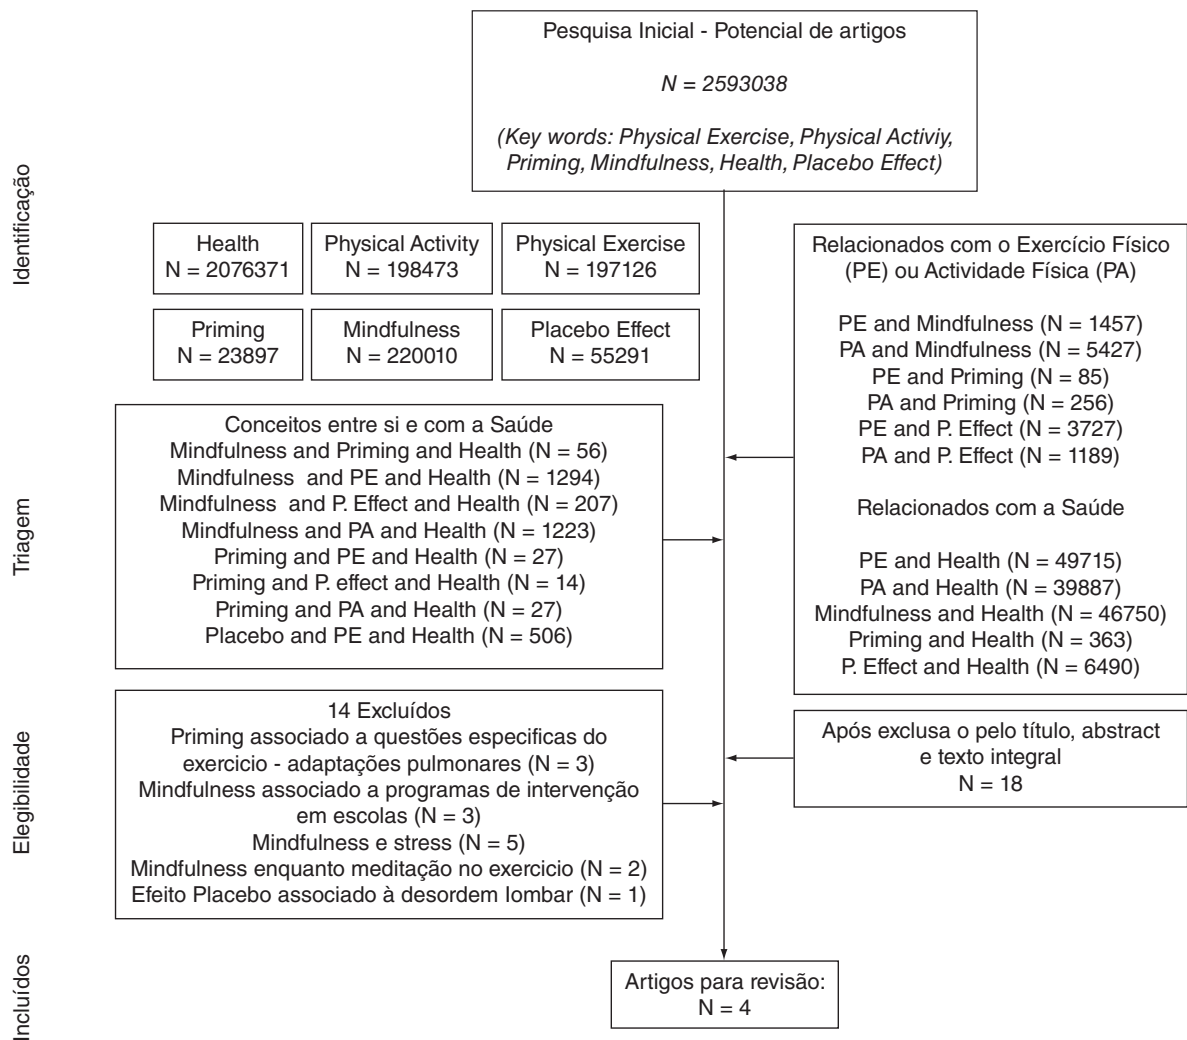 Pesquisa Inicial - Potencial de artigos
N = 2593038
(Key words: Physical Exercise, Physical Activiy,
Priming, Mindfulness, Health, Placebo Effect)
Identificação
Health
N = 2076371
Physical Activity
N = 198473
Physical Exercise
N = 197126
Priming
N = 23897
Mindfulness
N = 220010
Placebo Effect
N = 55291
Relacionados com o Exercício Físico
(PE) ou Actividade Física (PA)
PE and Mindfulness (N = 1457)
PA and Mindfulness (N = 5427)
PE and Priming (N = 85)
PA and Priming (N = 256)
PE and P. Effect (N = 3727)
PA and P. Effect (N = 1189)
Relacionados com a Saúde
PE and Health (N = 49715)
PA and Health (N = 39887)
Mindfulness and Health (N = 46750)
Priming and Health (N = 363)
P. Effect and Health (N = 6490)
Triagem
Conceitos entre si e com a Saúde
Mindfulness and Priming and Health (N = 56)
Mindfulness and PE and Health (N = 1294)
Mindfulness and P. Effect and Health (N = 207)
Mindfulness and PA and Health (N = 1223)
Priming and PE and Health (N = 27)
Priming and P. effect and Health (N = 14)
Priming and PA and Health (N = 27)
Placebo and PE and Health (N = 506)
Elegibilidade
14 Excluídos
Priming associado a questões especificas do
exercicio - adaptações pulmonares (N = 3)
Mindfulness associado a programas de intervenção
em escolas (N = 3)
Mindfulness e stress (N = 5)
Mindfulness enquanto meditação no exercicio (N = 2)
Efeito Placebo associado à desordem lombar (N = 1)
Após exclusa o pelo título, abstract
e texto integral
N = 18
Incluídos
Artigos para revisão:
N = 4